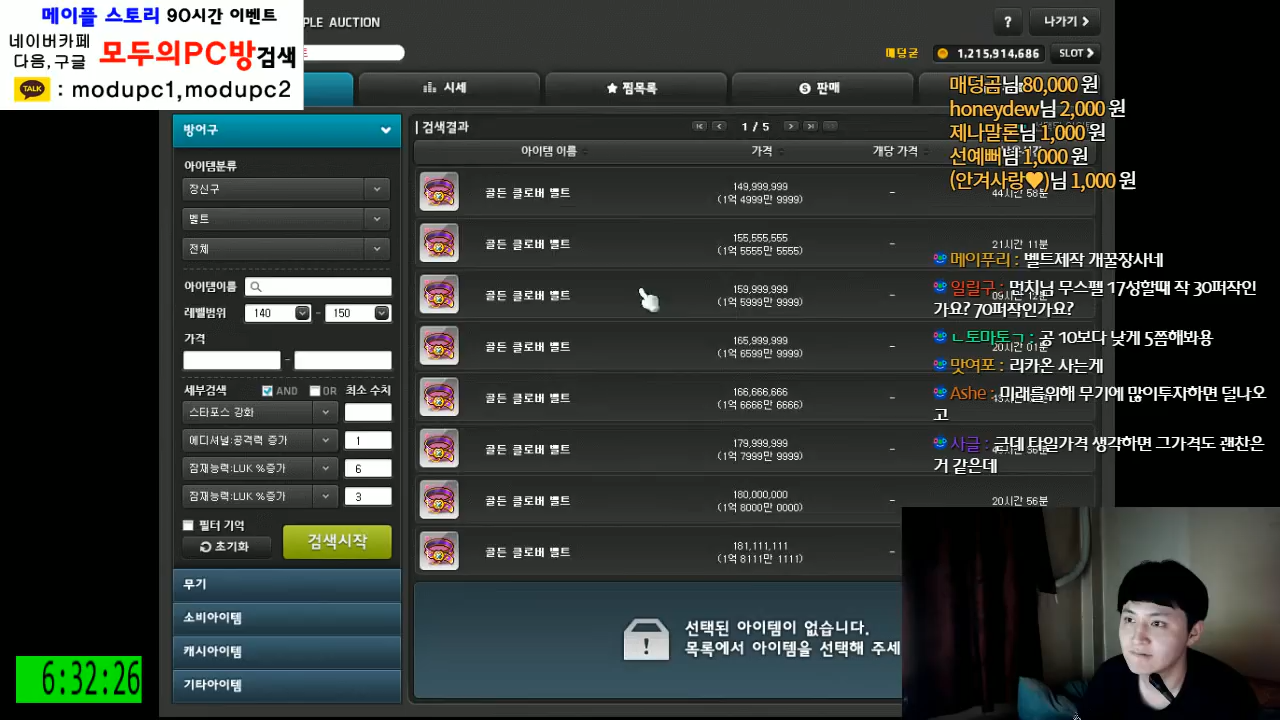 메이플 스토리 90시간 이벤트
네이버카페
다음,구글
모두의PC방검색
TALK : modupc1,modupc2
PLE AUCTION
?
나가기
덩굳
1,215,914,686
SLOT
시세
찜목록
판매
매덩곰님 80,000 원
honeydew님 2,000 원
제나말론님 1,000 원
선예뻐님 1,000 원
(안겨사랑♥)님 1,000 원
방어구
아이템분류
장신구
벨트
전체
아이템이름
레벨범위 140 - 150
가격
-
세부검색 AND OR 최소 수치
스타포스 강화
에디셔널:공격력 증가 1
잠재능력:LUK %증가 6
잠재능력:LUK %증가 3
필터 기억
초기화
검색시작
무기
소비아이템
캐시아이템
기타아이템
검색결과
1 / 5
아이템 이름 가격 개당 가격
골든 클로버 벨트 149,999,999 - 44시간 58분
(1억 4999만 9999)
골든 클로버 벨트 155,555,555 - 21시간 11분
(1억 5555만 5555)
골든 클로버 벨트 159,999,999 -
(1억 5999만 9999)
골든 클로버 벨트 165,999,999 - 20시간 01분
(1억 6599만 9999)
골든 클로버 벨트 166,666,666 -
(1억 6666만 6666)
골든 클로버 벨트 179,999,999 -
(1억 7999만 9999)
골든 클로버 벨트 180,000,000 - 20시간 56분
(1억 8000만 0000)
골든 클로버 벨트 181,111,111 -
(1억 8111만 1111)
메이푸리 : 벨트제작 개꿀장사네
일릴구 : 먼치님 무스펠 17성할때 작 30퍼작인
가요? 70퍼작인가요?
ㄴ토마토ㄱ : 공 10보다 낮게 5쯤해봐용
맛여포 : 리카온 사는게
Ashe : 미래를위해 무기에 많이투자하면 덜나오
고
사글 : 근데 타일가격 생각하면 그가격도 괜찬은
거 같은데
선택된 아이템이 없습니다.
목록에서 아이템을 선택해 주세
6:32:26